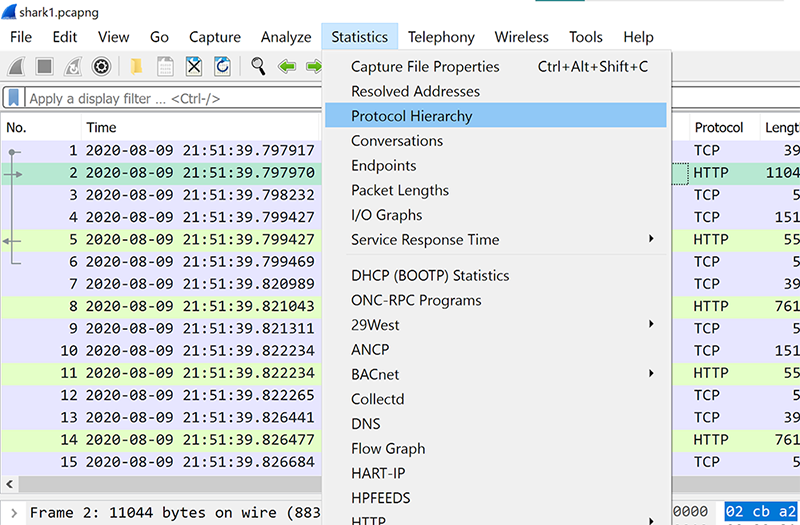 shark1.pcapng
File Edit View Go Capture Analyze Statistics Telephony Wireless Tools Help
Apply a display filter ... <Ctrl-/>
Capture File Properties Ctrl+Alt+Shift+C
Resolved Addresses
Protocol Hierarchy
Conversations
Endpoints
Packet Lengths
I/O Graphs
Service Response Time
DHCP (BOOTP) Statistics
ONC-RPC Programs
29West
ANCP
BACnet
Collectd
DNS
Flow Graph
HART-IP
HPFEEDS
HTTP
No. Time Protocol Lengt
1 2020-08-09 21:51:39.797917 TCP 39
2 2020-08-09 21:51:39.797970 HTTP 1104
3 2020-08-09 21:51:39.798232 TCP 5
4 2020-08-09 21:51:39.799427 TCP 151
5 2020-08-09 21:51:39.799427 HTTP 55
6 2020-08-09 21:51:39.799469 TCP 5
7 2020-08-09 21:51:39.820989 TCP 39
8 2020-08-09 21:51:39.821043 HTTP 761
9 2020-08-09 21:51:39.821311 TCP 5
10 2020-08-09 21:51:39.822234 TCP 151
11 2020-08-09 21:51:39.822234 HTTP 55
12 2020-08-09 21:51:39.822265 TCP 5
13 2020-08-09 21:51:39.826441 TCP 39
14 2020-08-09 21:51:39.826477 HTTP 761
15 2020-08-09 21:51:39.826684 TCP 5
Frame 2: 11044 bytes on wire (883 0000 02 cb a2